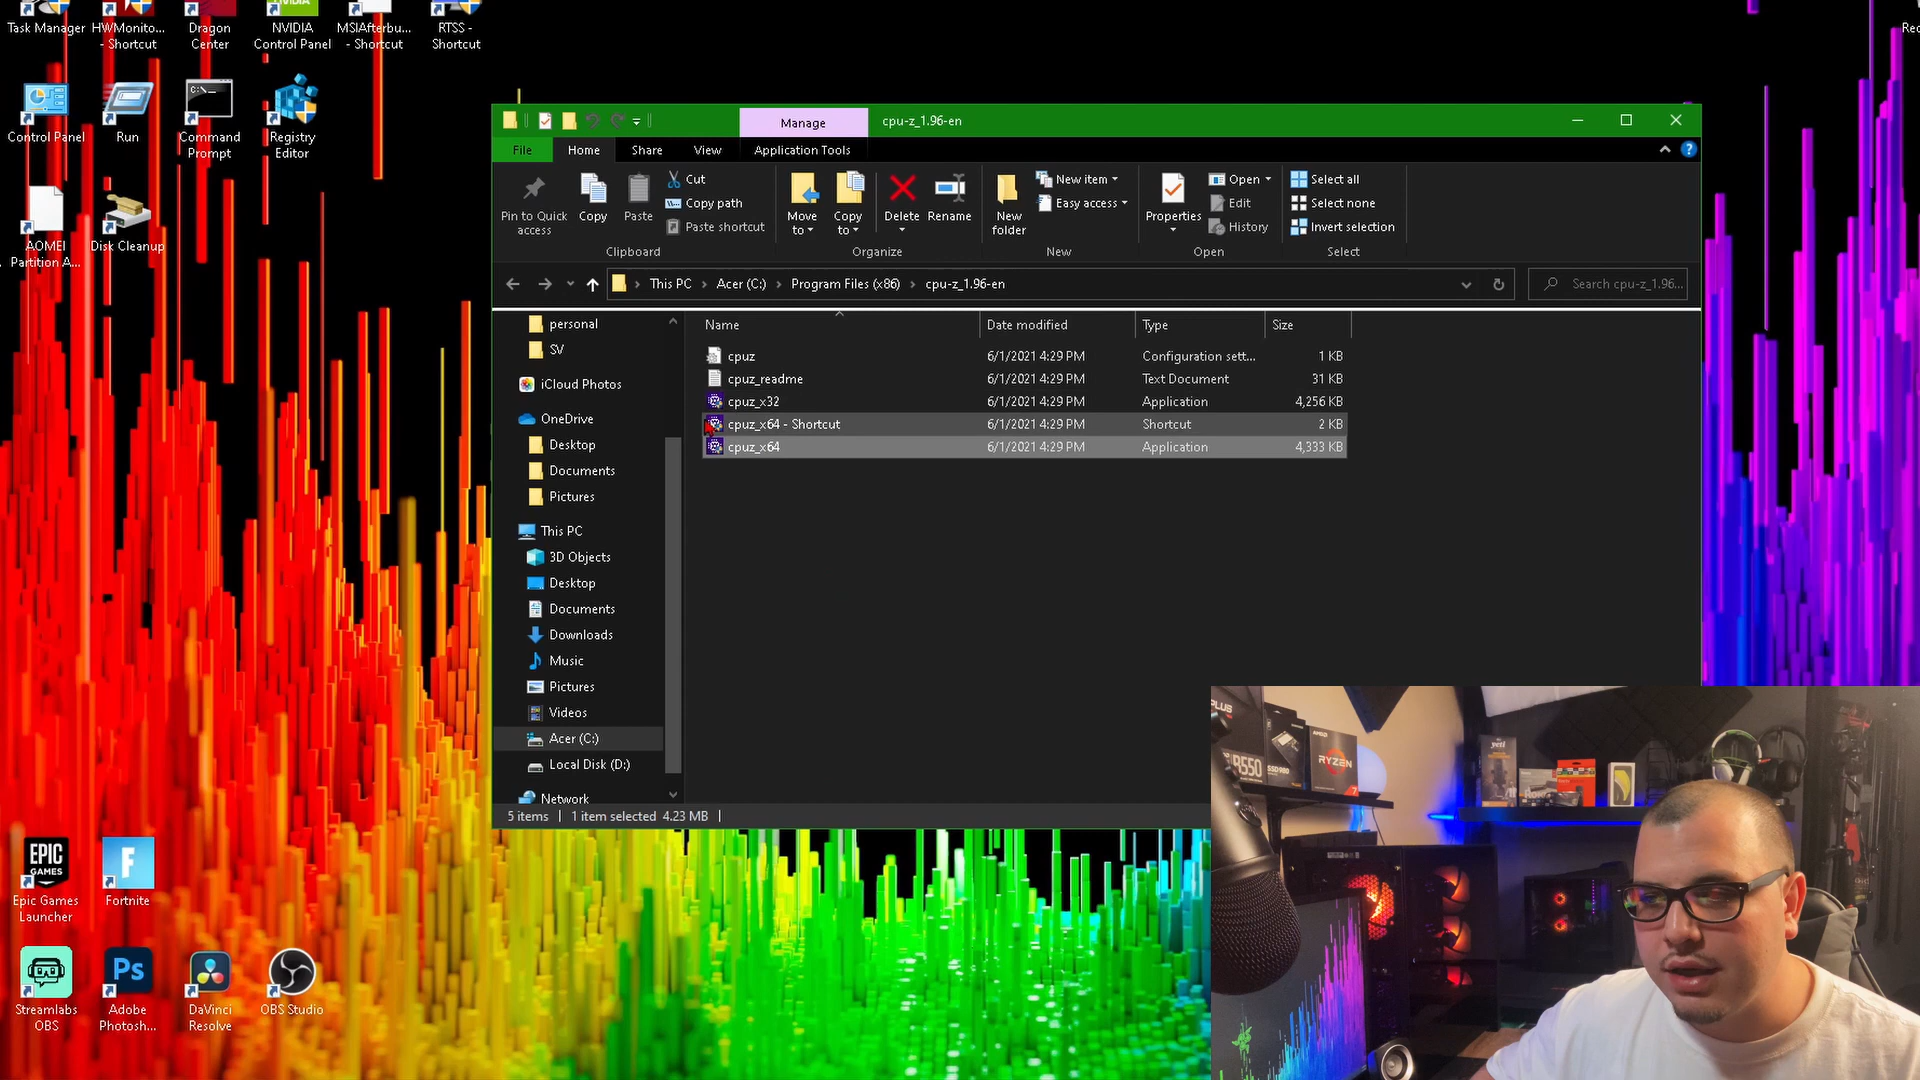 Task Manager
HWMonito...
- Shortcut
Dragon
Center
NVIDIA
Control Panel
MSIAfterbu...
- Shortcut
RTSS -
Shortcut
Rec
Control Panel
Run
Command
Prompt
Registry
Editor
AOMEI
Partition A...
Disk Cleanup
Manage
cpu-z_1.96-en
File
Home
Share
View
Application Tools
Pin to Quick
access
Copy
Paste
Cut
Copy path
Paste shortcut
Clipboard
Move
to
Copy
to
Delete
Rename
Organize
New
folder
New item
Easy access
New
Properties
Open
Edit
History
Open
Select all
Select none
Invert selection
Select
This PC
Acer (C:)
Program Files (x86)
cpu-z_1.96-en
Search cpu-z_1.96...
personal
SV
iCloud Photos
OneDrive
Desktop
Documents
Pictures
This PC
3D Objects
Desktop
Documents
Downloads
Music
Pictures
Videos
Acer (C:)
Local Disk (D:)
Network
Name Date modified Type Size
cpuz 6/1/2021 4:29 PM Configuration sett... 1 KB
cpuz_readme 6/1/2021 4:29 PM Text Document 31 KB
cpuz_x32 6/1/2021 4:29 PM Application 4,256 KB
cpuz_x64 - Shortcut 6/1/2021 4:29 PM Shortcut 2 KB
cpuz_x64 6/1/2021 4:29 PM Application 4,333 KB
5 items 1 item selected 4.23 MB
EPIC
GAMES
Epic Games
Launcher
F
Fortnite
Streamlabs
OBS
Ps
Adobe
Photosh...
DaVinci
Resolve
OBS Studio
PLUS
B550
SSD 980
AMD
RYZEN
7
yeti